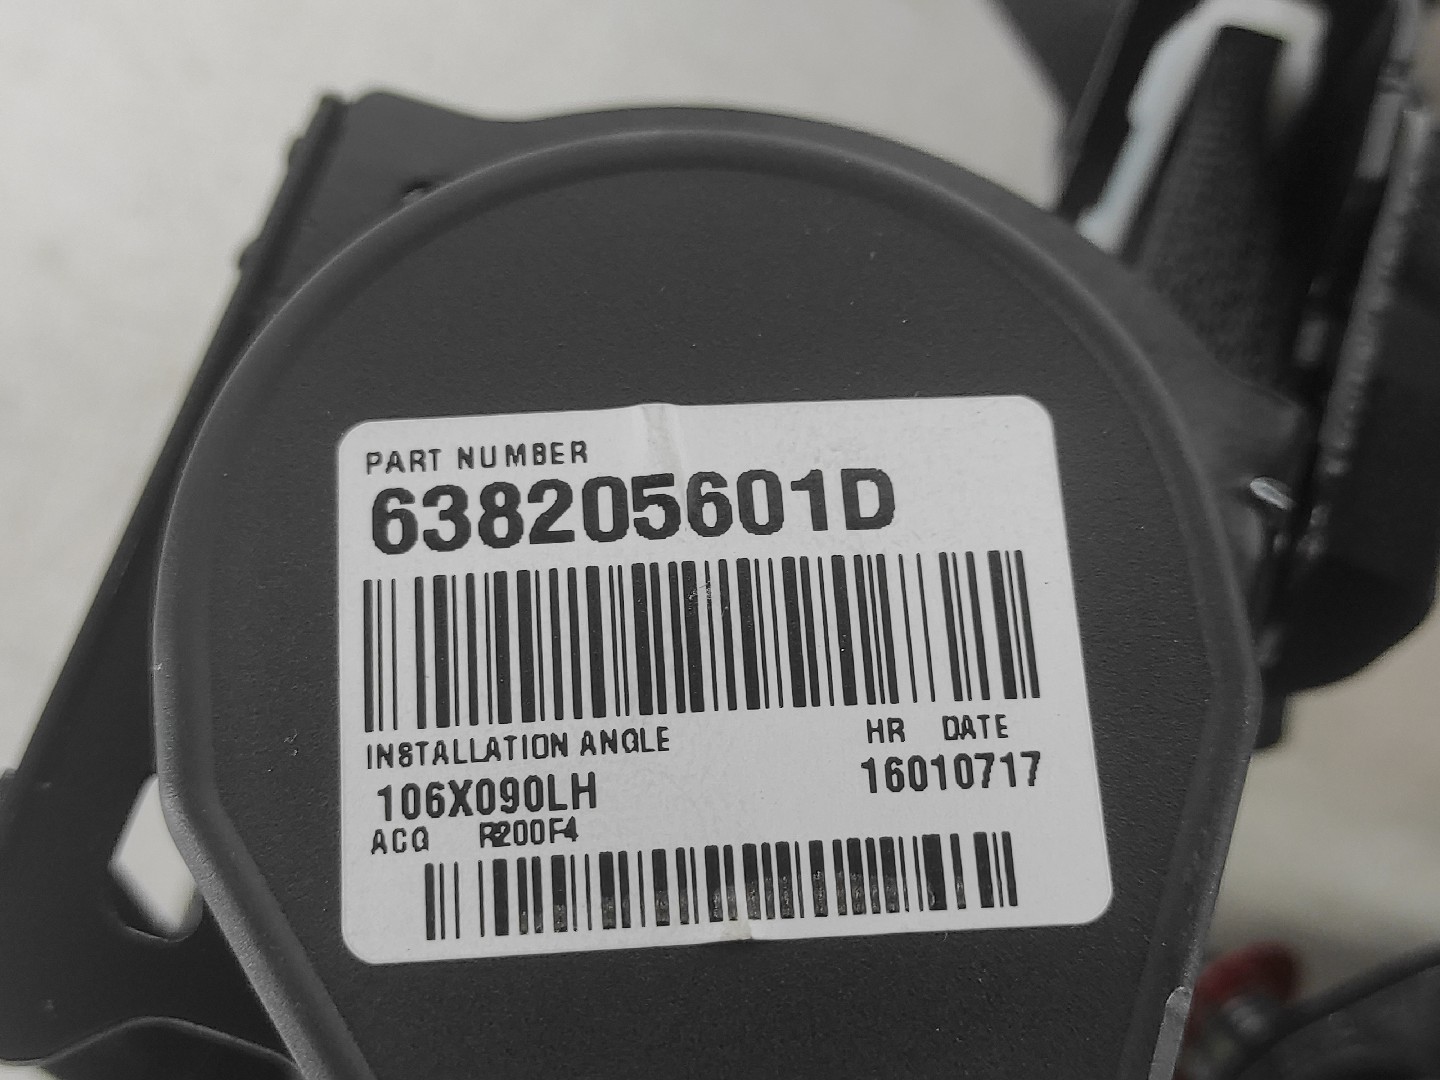 PART NUMBER
638205601D
INSTALLATION ANGLE
HR DATE
106X090LH
16010717
ACQ R200F4